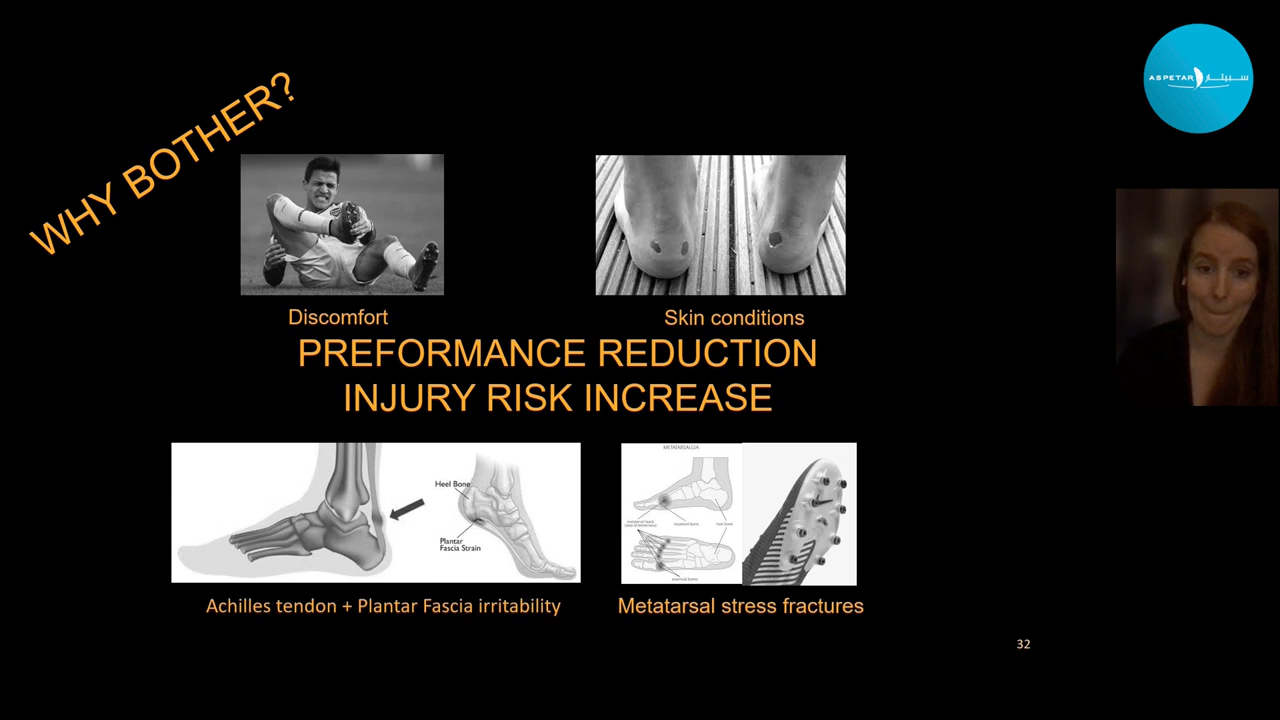 WHY BOTHER?
ASPETAR سبيتار
Discomfort
Skin conditions
PREFORMANCE REDUCTION
INJURY RISK INCREASE
METATARSALGIA
Heel Bone
Plantar
Fascia Strain
Achilles tendon + Plantar Fascia irritability
Metatarsal stress fractures
32